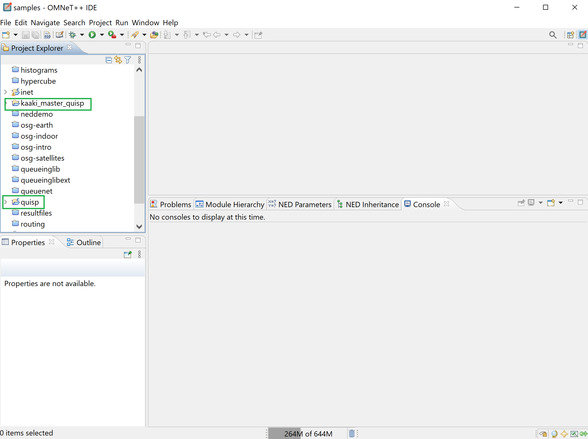 samples - OMNeT++ IDE
File Edit Navigate Search Project Run Window Help
Project Explorer
histograms
hypercube
inet
kaaki_master_quisp
neddemo
osg-earth
osg-indoor
osg-intro
osg-satellites
queueinglib
queueinglibext
queuenet
quisp
resultfiles
routing
Problems Module Hierarchy NED Parameters NED Inheritance Console
No consoles to display at this time.
Properties Outline
Properties are not available.
0 items selected
264M of 644M